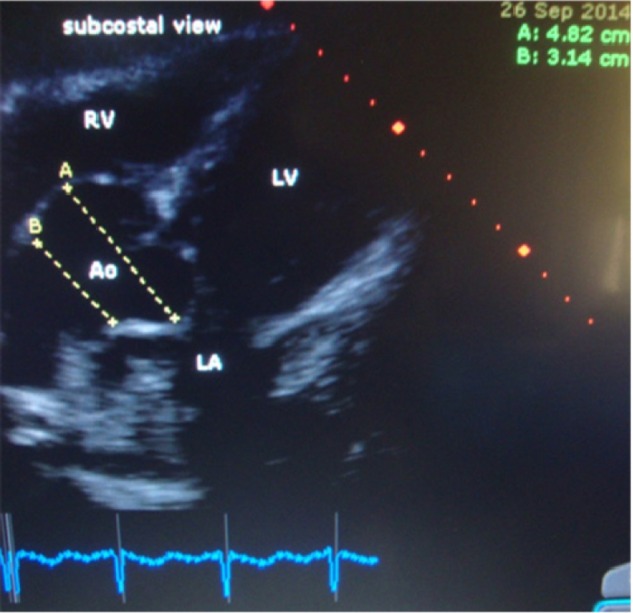 26 Sep 2014
subcostal view
A: 4.82 cm
B: 3.14 cm
RV
A
LV
B
Ao
LA